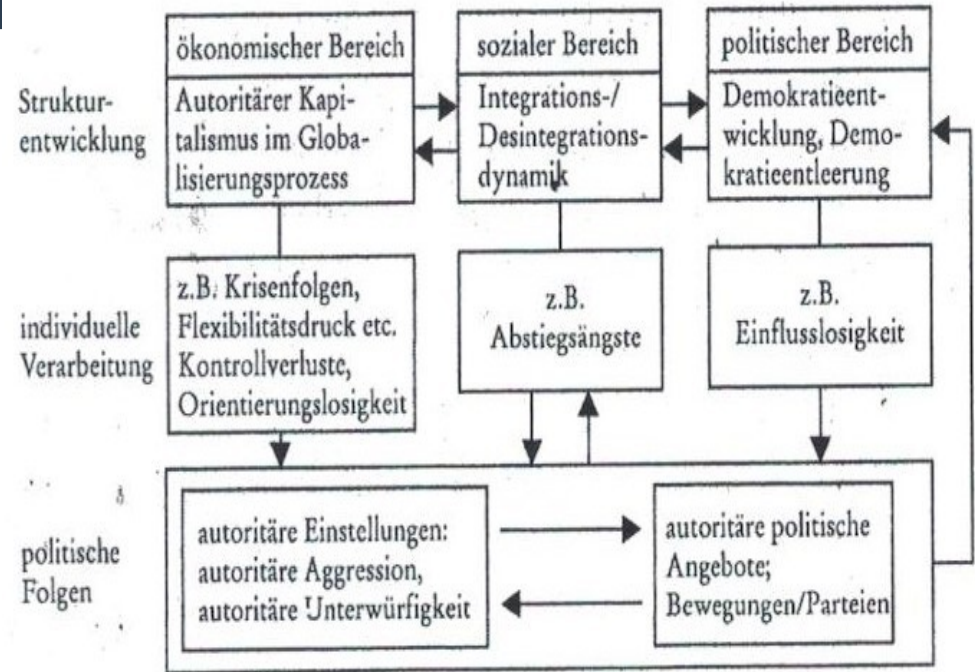 ökonomischer Bereich
sozialer Bereich
politischer Bereich
Struktur-
entwicklung
Autoritärer Kapi-
talismus im Globa-
lisierungsprozess
Integrations-/
Desintegrations-
dynamik
Demokratieent-
wicklung, Demo-
kratieentleerung
individuelle
Verarbeitung
z.B. Krisenfolgen,
Flexibilitätsdruck etc.
Kontrollverluste,
Orientierungslosigkeit
z.B.
Abstiegsängste
z.B.
Einflusslosigkeit
politische
Folgen
autoritäre Einstellungen:
autoritäre Aggression,
autoritäre Unterwürfigkeit
autoritäre politische
Angebote;
Bewegungen/Parteien